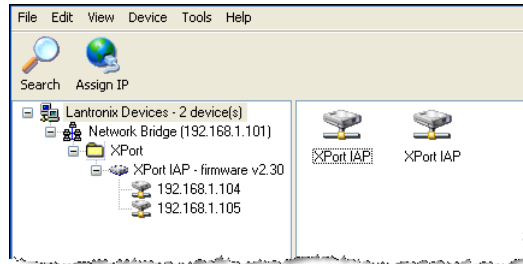 File Edit View Device Tools Help
Search Assign IP
Lantronix Devices - 2 device(s)
Network Bridge (192.168.1.101)
XPort
XPort IAP - firmware v2.30
192.168.1.104
192.168.1.105
XPort IAP XPort IAP